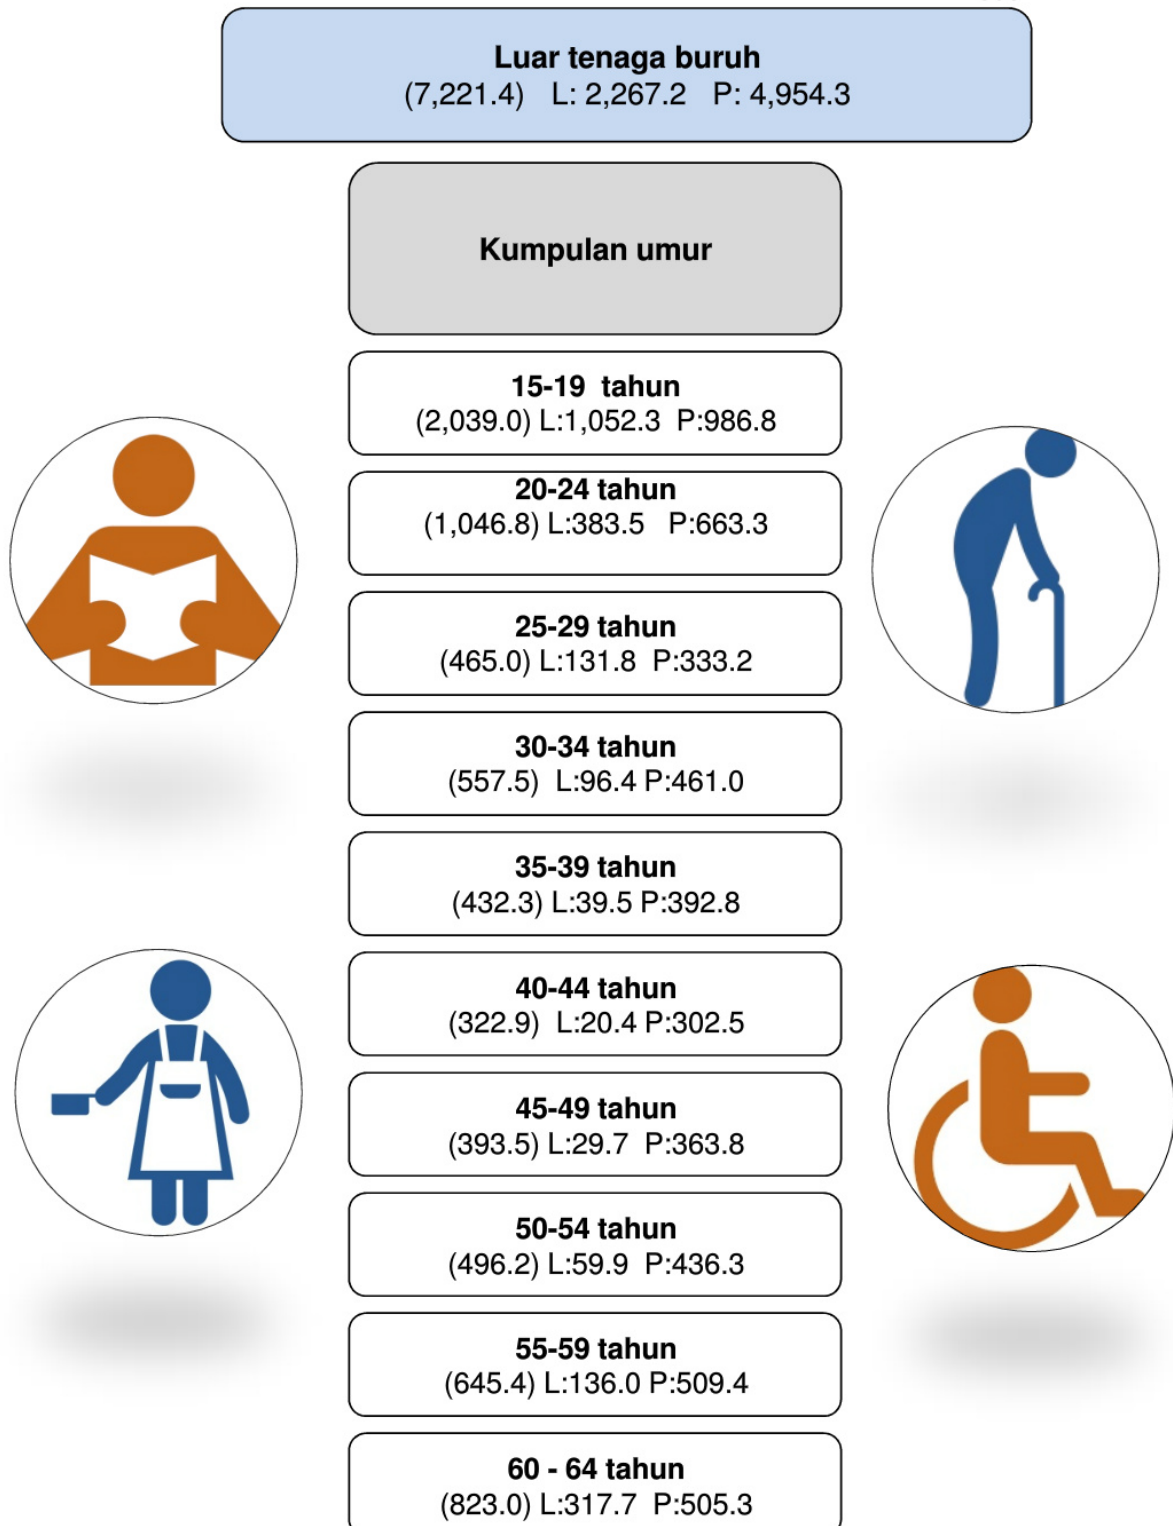 Luar tenaga buruh
(7,221.4) L: 2,267.2 P: 4,954.3
Kumpulan umur
15-19 tahun
(2,039.0) L:1,052.3 P:986.8
20-24 tahun
(1,046.8) L:383.5 P:663.3
25-29 tahun
(465.0) L:131.8 P:333.2
30-34 tahun
(557.5) L:96.4 P:461.0
35-39 tahun
(432.3) L:39.5 P:392.8
40-44 tahun
(322.9) L:20.4 P:302.5
45-49 tahun
(393.5) L:29.7 P:363.8
50-54 tahun
(496.2) L:59.9 P:436.3
55-59 tahun
(645.4) L:136.0 P:509.4
60 - 64 tahun
(823.0) L:317.7 P:505.3